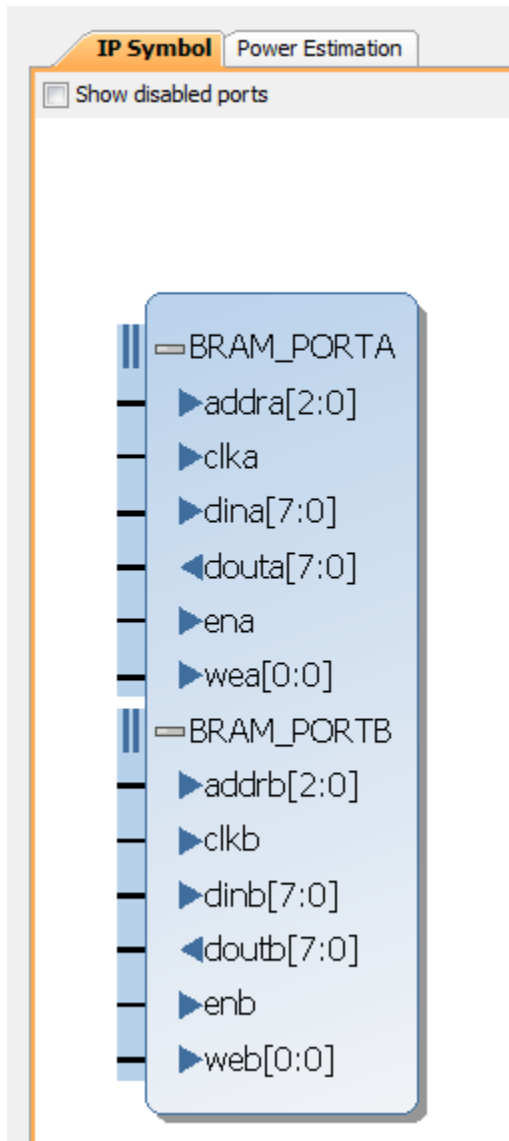 IP Symbol Power Estimation
Show disabled ports
BRAM_PORTA
addra[2:0]
clka
dina[7:0]
douta[7:0]
ena
wea[0:0]
BRAM_PORTB
addrb[2:0]
clkb
dinb[7:0]
doutb[7:0]
enb
web[0:0]